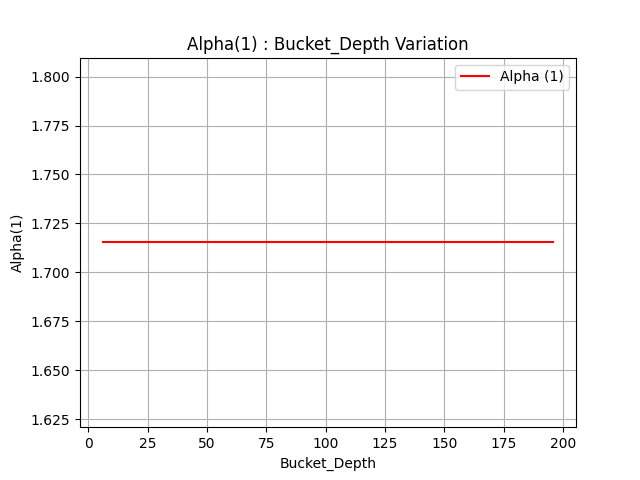 Alpha(1) : Bucket_Depth Variation
Alpha (1)
1.800
1.775
1.750
1.725
1.700
1.675
1.650
1.625
Alpha(1)
0 25 50 75 100 125 150 175 200
Bucket_Depth